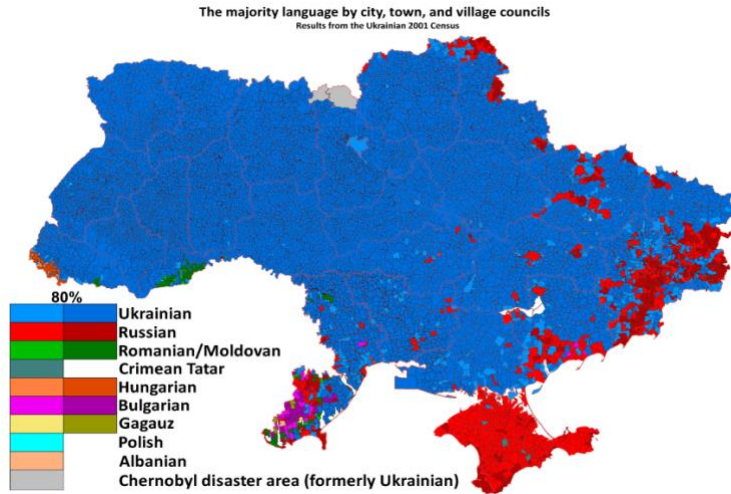 The majority language by city, town, and village councils
Results from the Ukrainian 2001 Census
80%
Ukrainian
Russian
Romanian/Moldovan
Crimean Tatar
Hungarian
Bulgarian
Gagauz
Polish
Albanian
Chernobyl disaster area (formerly Ukrainian)